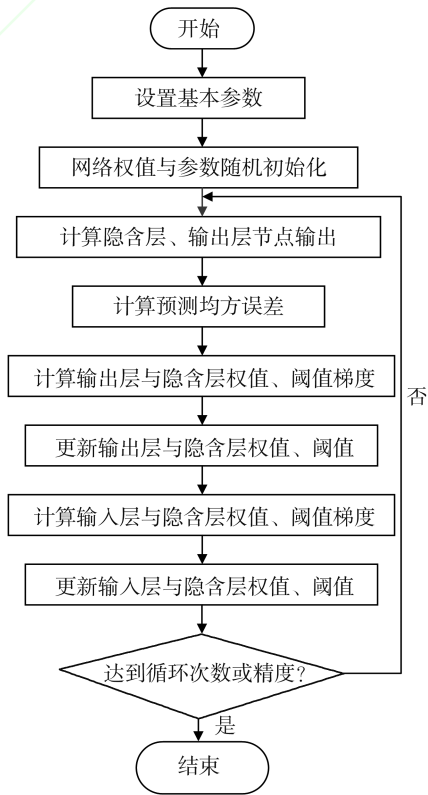 开始
设置基本参数
网络权值与参数随机初始化
计算隐含层、输出层节点输出
计算预测均方误差
计算输出层与隐含层权值、阈值梯度
否
更新输出层与隐含层权值、阈值
计算输入层与隐含层权值、阈值梯度
更新输入层与隐含层权值、阈值
达到循环次数或精度?
是
结束